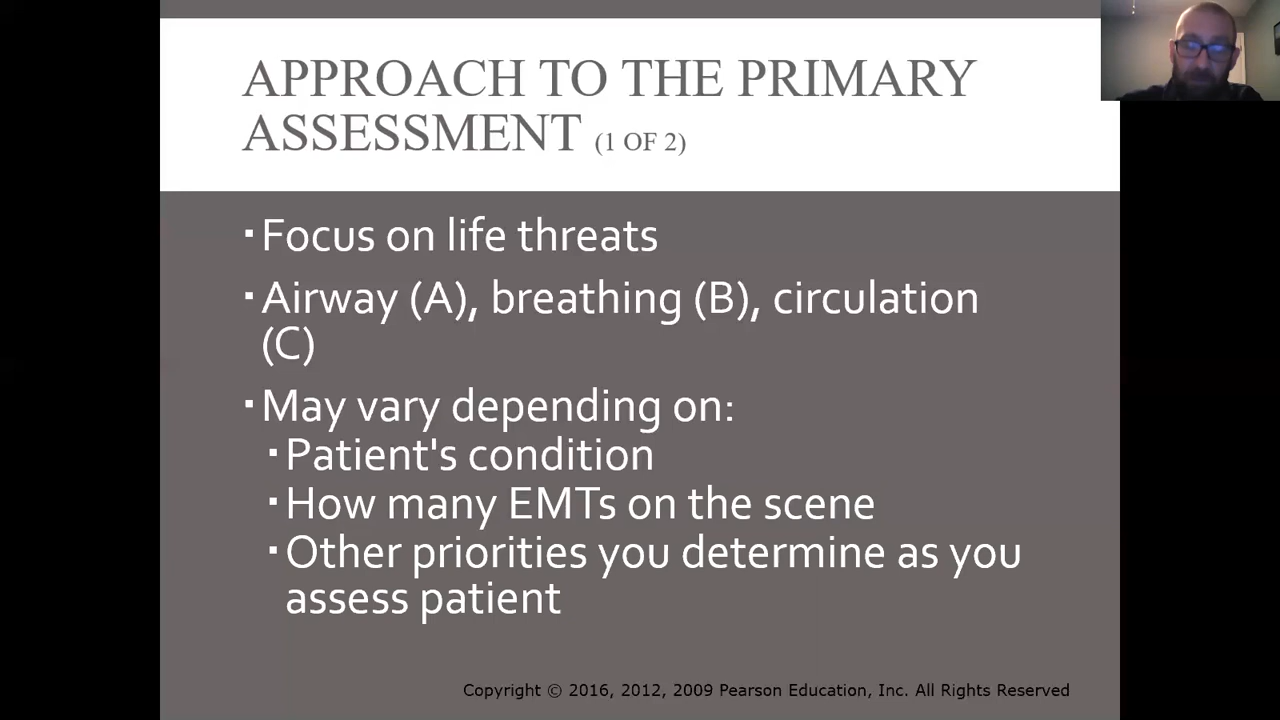 APPROACH TO THE PRIMARY
ASSESSMENT (1 OF 2)
▪Focus on life threats
▪Airway (A), breathing (B), circulation
(C)
▪May vary depending on:
▪Patient's condition
▪How many EMTs on the scene
▪Other priorities you determine as you
assess patient
Copyright © 2016, 2012, 2009 Pearson Education, Inc. All Rights Reserved